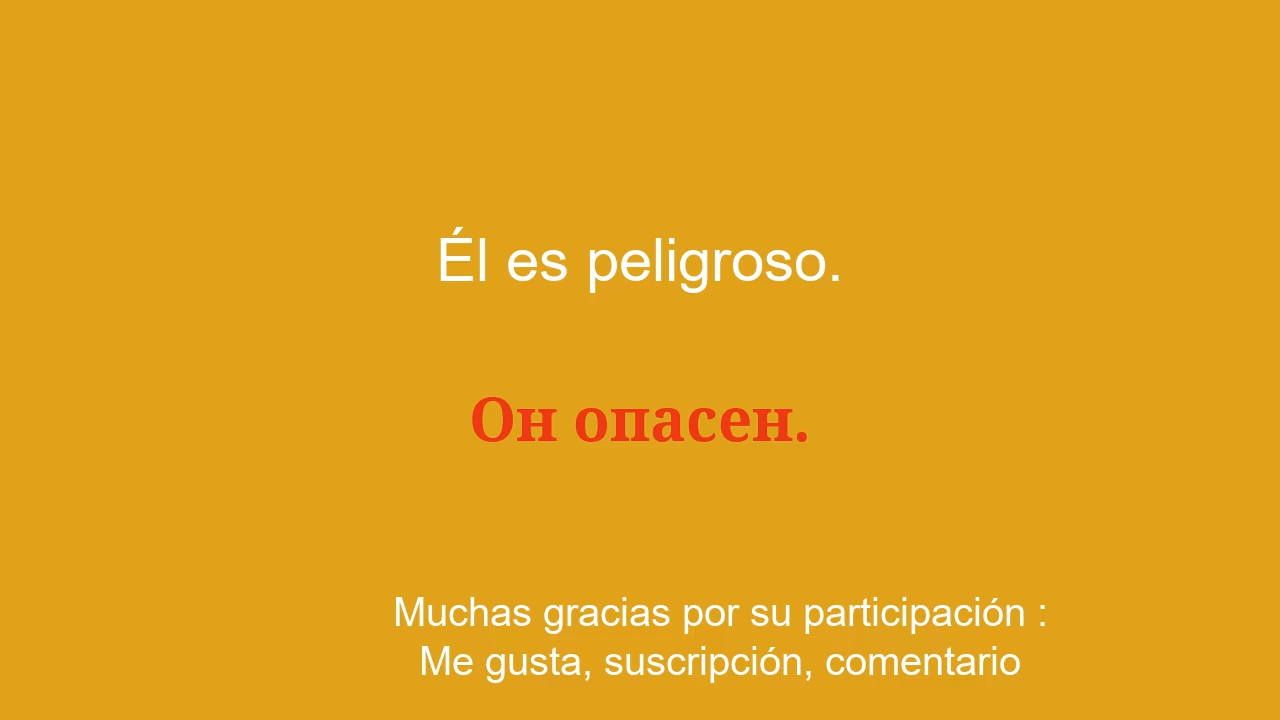 Él es peligroso.
Он опасен.
Muchas gracias por su participación :
Me gusta, suscripción, comentario